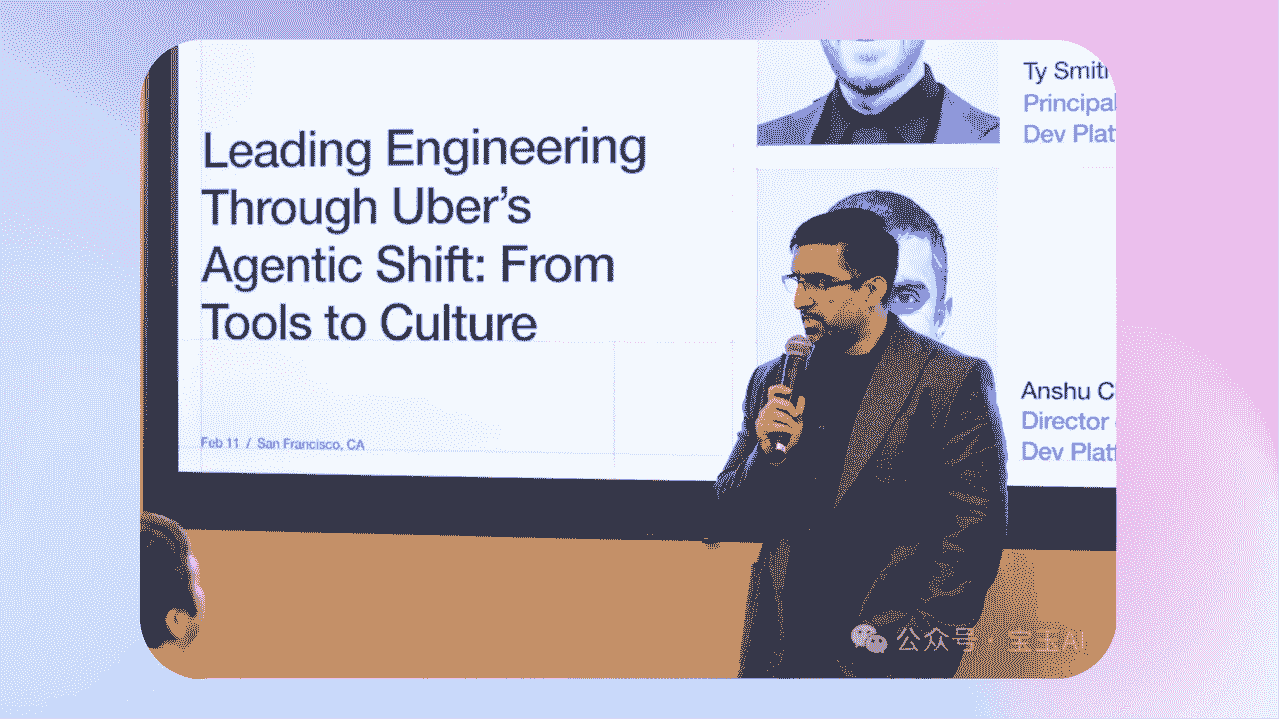 Leading Engineering
Through Uber's
Agentic Shift: From
Tools to Culture
Feb 11 / San Francisco, CA
Ty Smith
Principal
Dev Plat
Anshu C
Director
Dev Platf
公众号 · 宝玉AI